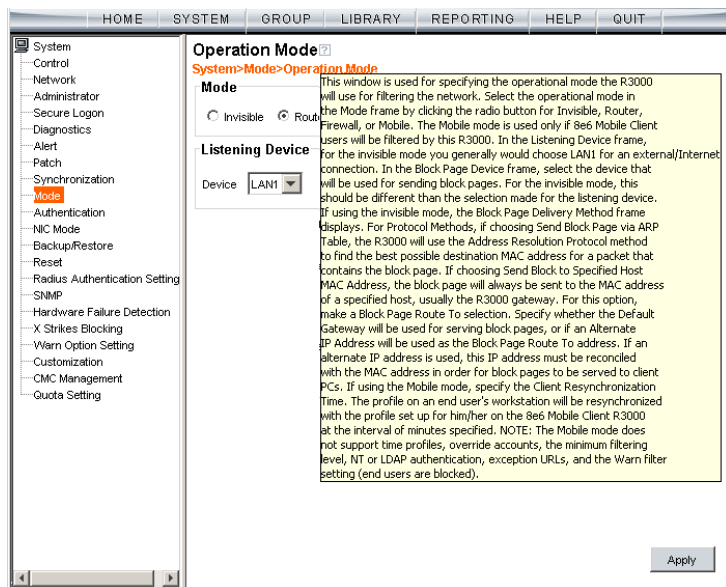 HOME SYSTEM GROUP LIBRARY REPORTING HELP QUIT
System
Control
Network
Administrator
Secure Logon
Diagnostics
Alert
Patch
Synchronization
Mode
Authentication
NIC Mode
Backup/Restore
Reset
Radius Authentication Setting
SNMP
Hardware Failure Detection
X Strikes Blocking
Warn Option Setting
Customization
CMC Management
Quota Setting
Operation Mode ?
System>Mode>Operation Mode
Mode
Invisible Rout
Listening Device
Device LAN1
This window is used for specifying the operational mode the R3000
will use for filtering the network. Select the operational mode in
the Mode frame by clicking the radio button for Invisible, Router,
Firewall, or Mobile. The Mobile mode is used only if 8e6 Mobile Client
users will be filtered by this R3000. In the Listening Device frame,
for the invisible mode you generally would choose LAN1 for an external/Internet
connection. In the Block Page Device frame, select the device that
will be used for sending block pages. For the invisible mode, this
should be different than the selection made for the listening device.
If using the invisible mode, the Block Page Delivery Method frame
displays. For Protocol Methods, if choosing Send Block Page via ARP
Table, the R3000 will use the Address Resolution Protocol method
to find the best possible destination MAC address for a packet that
contains the block page. If choosing Send Block to Specified Host
MAC Address, the block page will always be sent to the MAC address
of a specified host, usually the R3000 gateway. For this option,
make a Block Page Route To selection. Specify whether the Default
Gateway will be used for serving block pages, or if an Alternate
IP Address will be used as the Block Page Route To address. If an
alternate IP address is used, this IP address must be reconciled
with the MAC address in order for block pages to be served to client
PCs. If using the Mobile mode, specify the Client Resynchronization
Time. The profile on an end user's workstation will be resynchronized
with the profile set up for him/her on the 8e6 Mobile Client R3000
at the interval of minutes specified. NOTE: The Mobile mode does
not support time profiles, override accounts, the minimum filtering
level, NT or LDAP authentication, exception URLs, and the Warn filter
setting (end users are blocked).
Apply